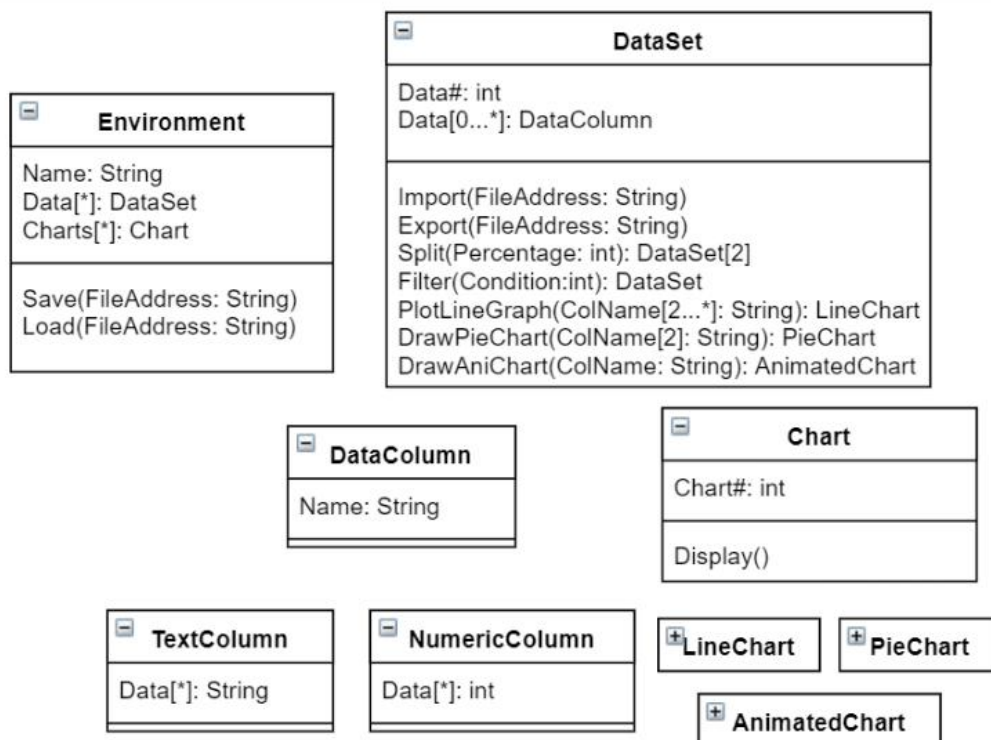 Environment
Name: String
Data[*]: DataSet
Charts[*]: Chart
Save(FileAddress: String)
Load(FileAddress: String)
DataSet
Data#: int
Data[0...*]: DataColumn
Import(FileAddress: String)
Export(FileAddress: String)
Split(Percentage: int): DataSet[2]
Filter(Condition:int): DataSet
PlotLineGraph(ColName[2...*]: String): LineChart
DrawPieChart(ColName[2]: String): PieChart
DrawAniChart(ColName: String): AnimatedChart
DataColumn
Name: String
Chart
Chart#: int
Display()
TextColumn
Data[*]: String
NumericColumn
Data[*]: int
LineChart
PieChart
AnimatedChart